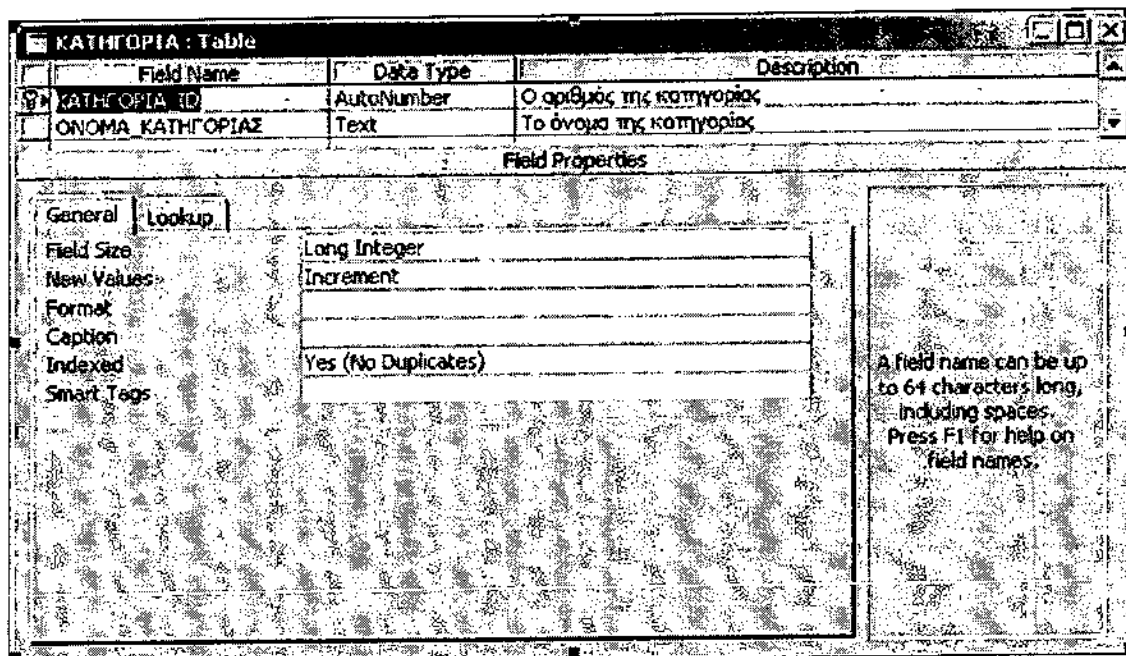 ΚΑΤΗΓΟΡΙΑ : Table
Field Name Data Type Description
ΚΑΤΗΓΟΡΙΑ_ID AutoNumber Ο αριθμός της κατηγορίας
ΟΝΟΜΑ_ΚΑΤΗΓΟΡΙΑΣ Text Το όνομα της κατηγορίας
Field Properties
General Lookup
Field Size Long Integer
New Values Increment
Format
Caption
Indexed Yes (No Duplicates)
Smart Tags
A field name can be up
to 64 characters long,
including spaces.
Press F1 for help on
field names.